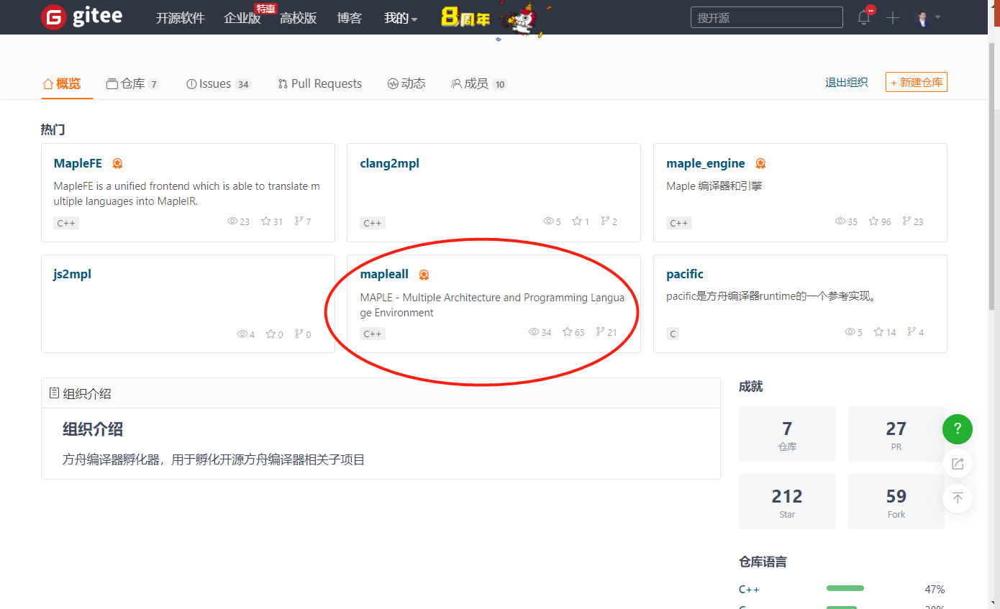 gitee 开源软件 企业版 特惠 高校版 博客 我的 8周年 搜开源
概览 仓库 7 Issues 34 Pull Requests 动态 成员 10 退出组织 + 新建仓库
热门
MapleFE
MapleFE is a unified frontend which is able to translate m
ultiple languages into MapleIR.
C++ 23 31 7
clang2mpl
C++ 5 1 2
maple_engine
Maple 编译器和引擎
C++ 35 96 23
js2mpl
4 0 0
mapleall
MAPLE - Multiple Architecture and Programming Langua
ge Environment
C++ 34 65 21
pacific
pacific是方舟编译器runtime的一个参考实现。
C 5 14 4
组织介绍
组织介绍
方舟编译器孵化器，用于孵化开源方舟编译器相关子项目
成就
7
仓库
27
PR
212
Star
59
Fork
?
仓库语言
C++ 47%